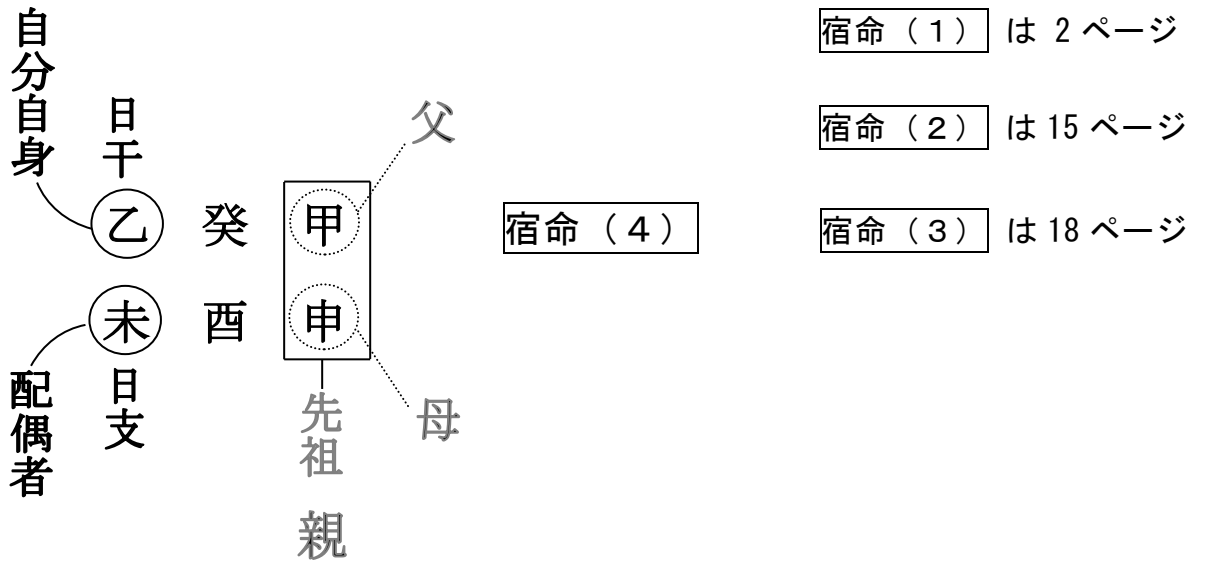 自分自身
日干
乙 癸 甲
未 酉 申
日支
配偶者
父
母
先祖
親
宿命（４）
宿命（１） は 2 ページ
宿命（２） は 15 ページ
宿命（３） は 18 ページ